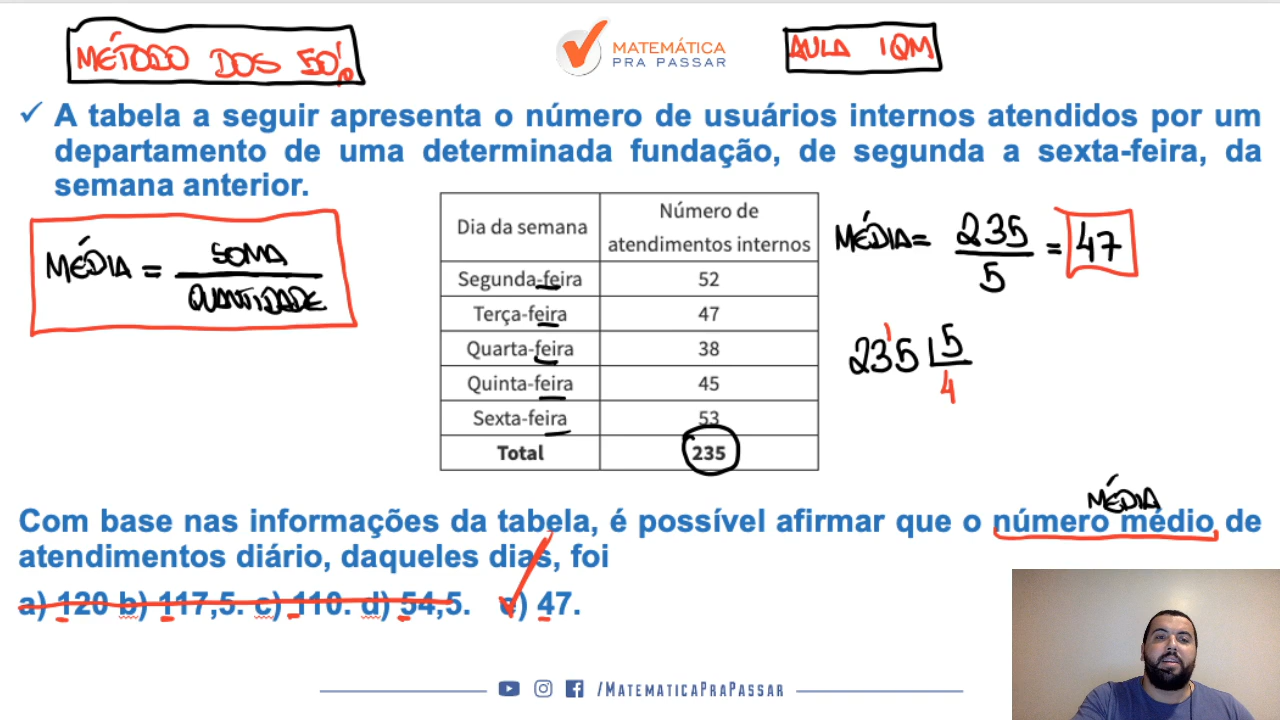 MÉTODO DOS 50!
MATEMÁTICA
PRA PASSAR
AULA 1QM
✓ A tabela a seguir apresenta o número de usuários internos atendidos por um
departamento de uma determinada fundação, de segunda a sexta-feira, da
semana anterior.
MÉDIA = SOMA
QUANTIDADE
Dia da semana Número de
atendimentos internos
Segunda-feira 52
Terça-feira 47
Quarta-feira 38
Quinta-feira 45
Sexta-feira 53
Total 235
MÉDIA = 235 = 47
5
1
235 5
4
MÉDIA
Com base nas informações da tabela, é possível afirmar que o número médio de
atendimentos diário, daqueles dias, foi
a) 120 b) 117,5. c) 110. d) 54,5. e) 47.
/MATEMATICAPRAPASSAR